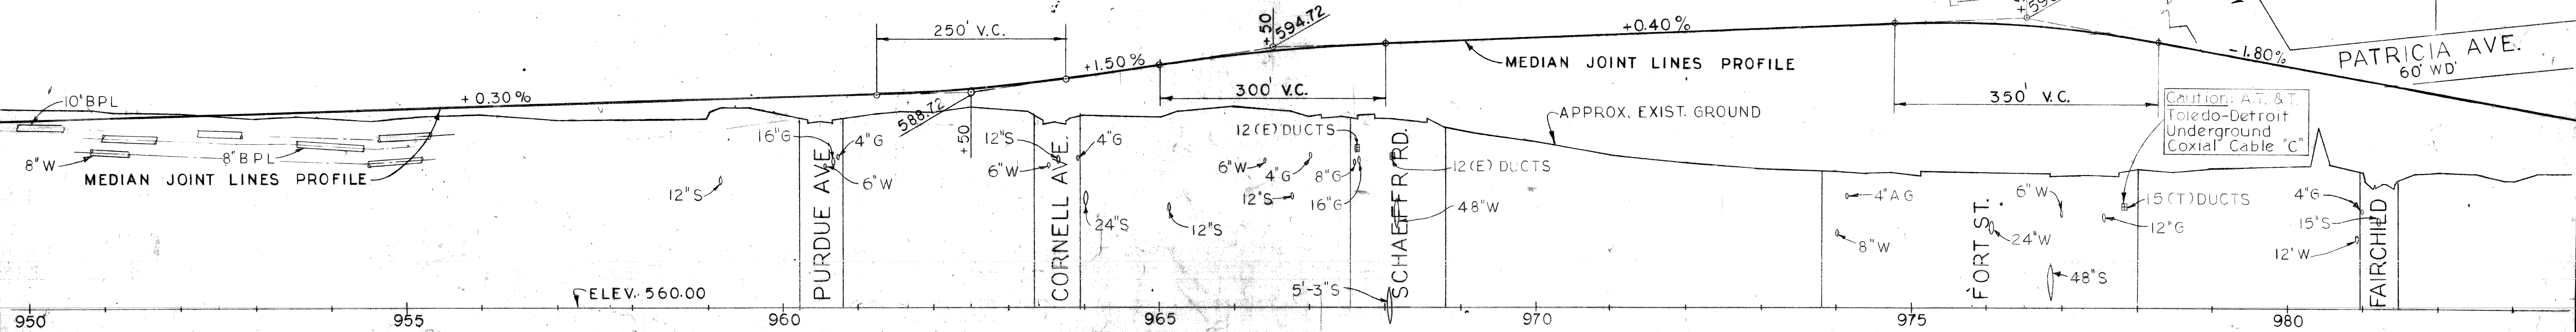 10" BPL
8" W
8" BPL
MEDIAN JOINT LINES PROFILE
+0.30%
250' V.C.
588.72
+50
+1.50%
+50
594.72
300' V.C.
MEDIAN JOINT LINES PROFILE
+0.40%
APPROX. EXIST. GROUND
350' V.C.
-1.80%
PATRICIA AVE.
60' WD'
Caution: A.T. & T.
Toledo-Detroit
Underground
Coxial Cable "C"
12" S
16" G
4" G
6" W
PURDUE AVE.
12" S
6" W
4" G
24" S
CORNELL AVE.
12" S
6" W
4" G
12" S
12 (E) DUCTS
8" G
16" G
12 (E) DUCTS
48" W
5'-3" S
SCHAEFFER RD.
4" A G
8" W
FORT ST.
24" W
6" W
48" S
15 (T) DUCTS
12" G
4" G
15" S
12" W
FAIRCHILD
ELEV. 560.00
950
955
960
965
970
975
980